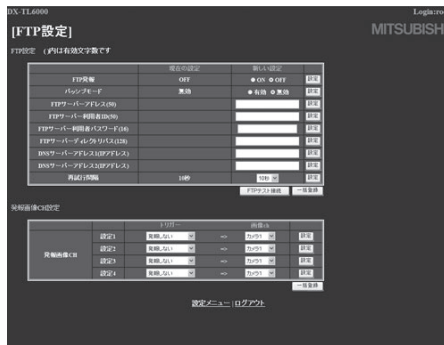 DX-TL6000 Login:ro
[FTP設定] MITSUBISH
FTP設定 ( )内は有効文字数です
現在の設定 新しい設定
FTP発報 OFF ON OFF 設定
パッシブモード 無効 有効 無効 設定
FTPサーバーアドレス(50) 設定
FTPサーバー利用者ID(50) 設定
FTPサーバー利用者パスワード(16) 設定
FTPサーバーディレクトリパス(128) 設定
DNSサーバーアドレス1(IPアドレス) 設定
DNSサーバーアドレス2(IPアドレス) 設定
再試行間隔 10秒 10秒 設定
FTPテスト接続 一括登録
発報画像CH設定
トリガー 画像ch
発報画像CH
設定1 発報しない => カメラ1 設定
設定2 発報しない => カメラ1 設定
設定3 発報しない => カメラ1 設定
設定4 発報しない => カメラ1 設定
一括登録
設定メニュー | ログアウト